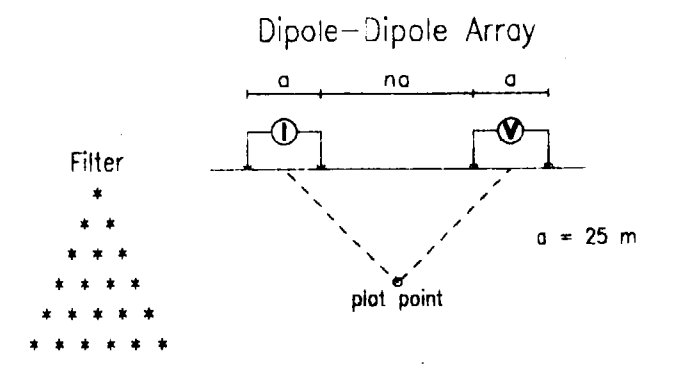 Dipole-Dipole Array
a na a
I V
Filter
*
* *
* * *
* * * *
* * * * *
* * * * * *
a = 25 m
plot point